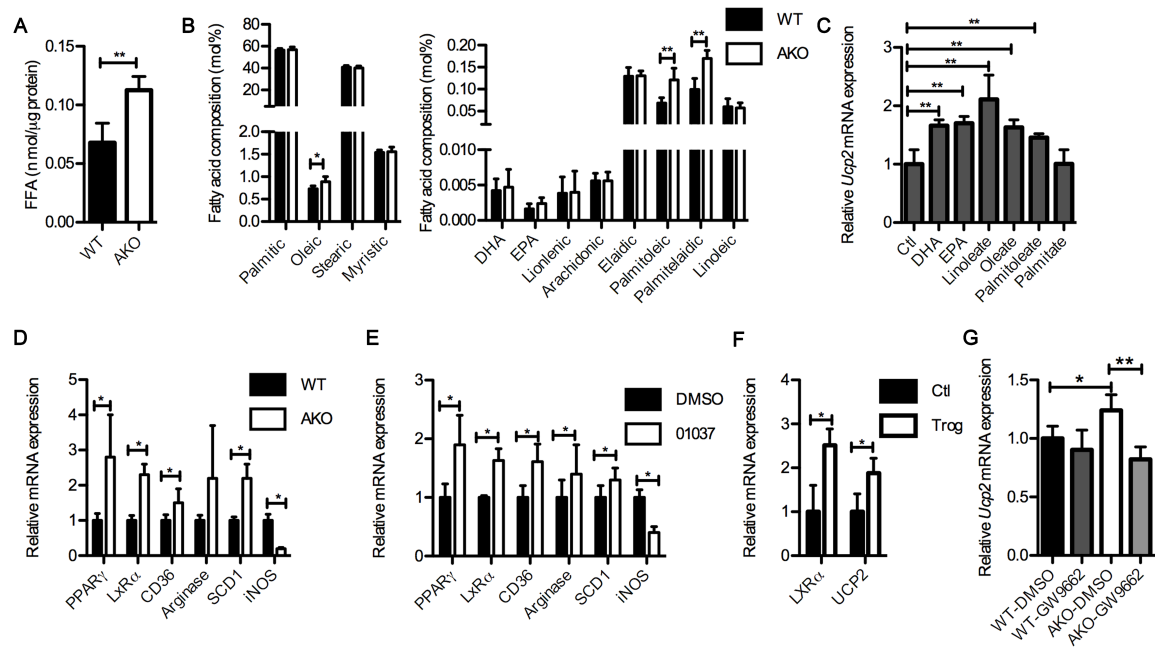 A
FFA (n mol/μg protein)
0.15
0.10
0.05
0.00
**
WT
AKO
B
Fatty acid composition (mol%)
80
60
40
20
2.0
1.5
1.0
0.5
0.0
*
Palmitic
Oleic
Stearic
Myristic
Fatty acid composition (mol%)
0.20
0.15
0.10
0.05
0.010
0.005
0.000
**
**
WT
AKO
DHA
EPA
Lionlenic
Arachidonic
Elaidic
Palmitoleic
Palmitelaidic
Linoleic
C
Relative Ucp2 mRNA expression
3
2
1
0
**
**
**
**
**
Ctl
DHA
EPA
Linoleate
Oleate
Palmitoleate
Palmitate
D
Relative mRNA expression
5
4
3
2
1
0
*
*
*
*
*
WT
AKO
PPARγ
LxRα
CD36
Arginase
SCD1
iNOS
E
Relative mRNA expression
3
2
1
0
*
*
*
*
*
*
DMSO
01037
PPARγ
LxRα
CD36
Arginase
SCD1
iNOS
F
Relative mRNA expression
4
3
2
1
0
*
*
Ctl
Trog
LXRα
UCP2
G
Relative Ucp2 mRNA expression
1.5
1.0
0.5
0.0
*
**
WT-DMSO
WT-GW9662
AKO-DMSO
AKO-GW9662